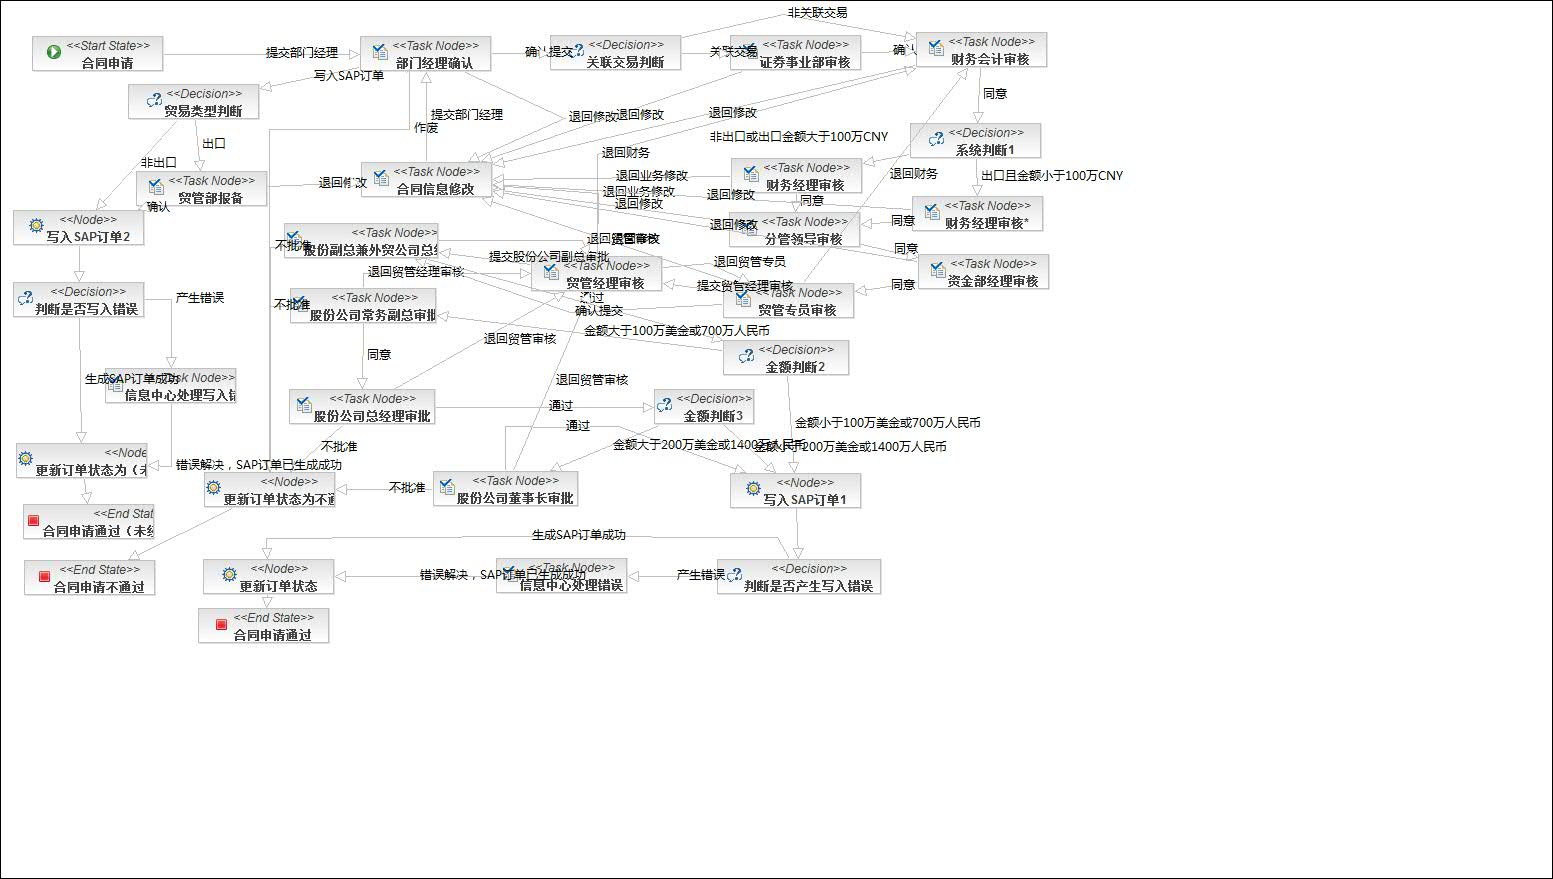 非关联交易
<<Start State>>
合同申请
提交部门经理
<<Task Node>>
部门经理确认
确认提交
<<Decision>>
关联交易判断
关联交易
<<Task Node>>
证券事业部审核
确认
<<Task Node>>
财务会计审核
写入SAP订单
<<Decision>>
贸易类型判断
同意
提交部门经理
作废
退回修改
退回修改
退回修改
出口
非出口
非出口或出口金额大于100万CNY
<<Decision>>
系统判断1
退回财务
<<Task Node>>
贸管部报备
退回修改
<<Task Node>>
合同信息修改
退回业务修改
退回业务修改
退回修改
<<Task Node>>
财务经理审核
退回财务
出口且金额小于100万CNY
退回修改
同意
确认
<<Node>>
写入SAP订单2
<<Task Node>>
分管领导审核
退回修改
同意
<<Task Node>>
财务经理审核*
<<Task Node>>
股份副总兼外贸公司总经
不批准
提交股份公司副总审批
同意
退回贸管经理审核
<<Task Node>>
贸管经理审核
退回贸管专员
提交贸管经理审核
<<Task Node>>
资金部经理审核
同意
<<Decision>>
判断是否写入错误
产生错误
不批准
<<Task Node>>
股份公司常务副总审批
通过
确认提交
<<Task Node>>
贸管专员审核
金额大于100万美金或700万人民币
退回贸管审核
同意
<<Decision>>
金额判断2
生成SAP订单成功
Task Node>>
信息中心处理写入错
退回贸管审核
<<Task Node>>
股份公司总经理审批
通过
<<Decision>>
金额判断3
通过
金额小于100万美金或700万人民币
金额大于200万美金或1400万人民币
金额小于200万美金或1400万人民币
不批准
<<Node
更新订单状态为（未
错误解决，SAP订单已生成成功
<<Node>>
更新订单状态为不通
不批准
<<Task Node>>
股份公司董事长审批
<<Node>>
写入SAP订单1
<<End Stat
合同申请通过（未经
生成SAP订单成功
<<End State>>
合同申请不通过
<<Node>>
更新订单状态
错误解决，SAP订单已生成成功
<<Task Node>>
信息中心处理错误
产生错误
<<Decision>>
判断是否产生写入错误
<<End State>>
合同申请通过